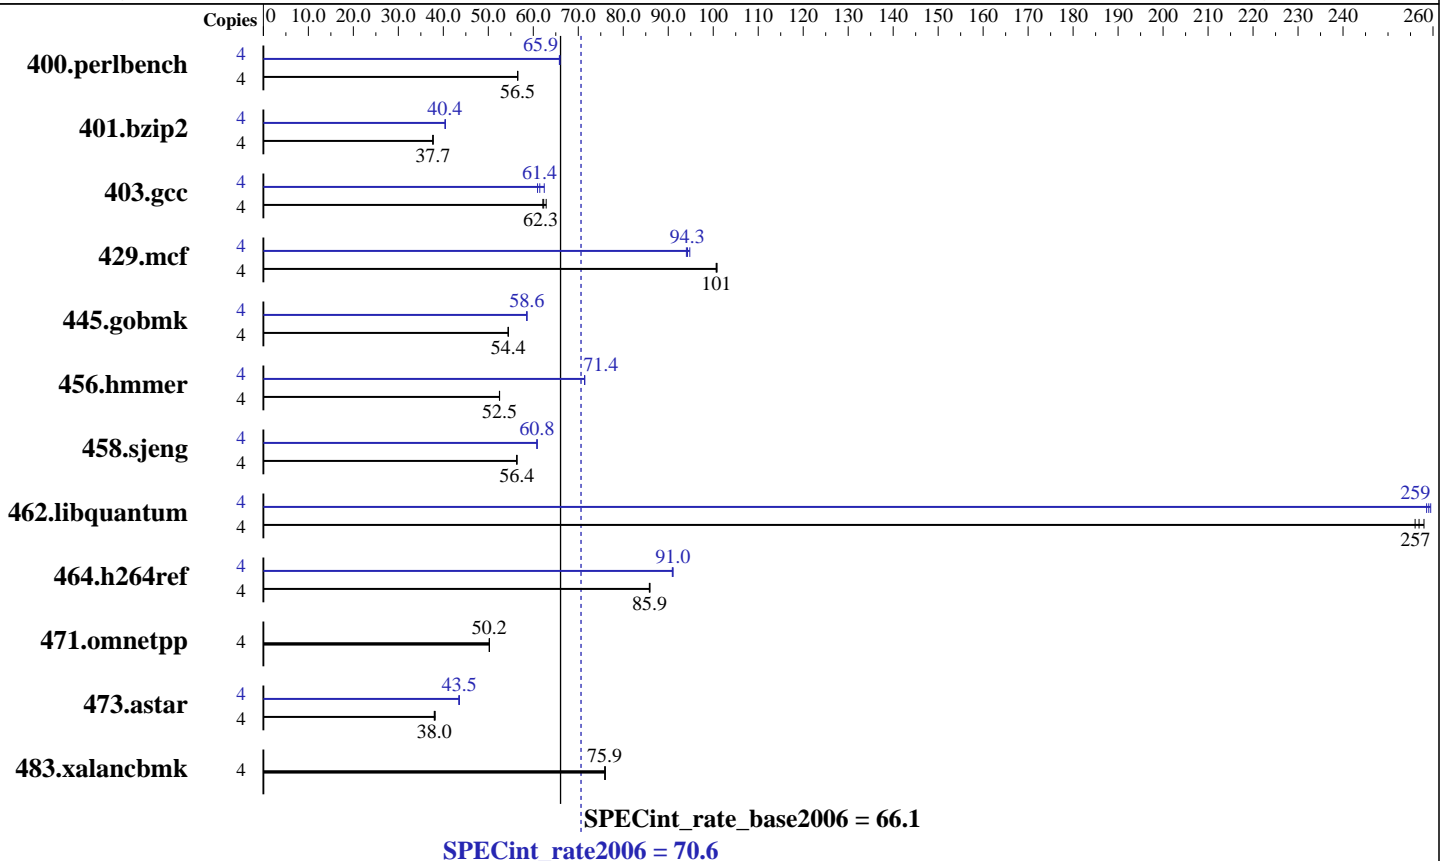 Copies 0 10.0 20.0 30.0 40.0 50.0 60.0 70.0 80.0 90.0 100 110 120 130 140 150 160 170 180 190 200 210 220 230 240 260
400.perlbench 4 65.9
4 56.5
401.bzip2 4 40.4
4 37.7
403.gcc 4 61.4
4 62.3
429.mcf 4 94.3
4 101
445.gobmk 4 58.6
4 54.4
456.hmmer 4 71.4
4 52.5
458.sjeng 4 60.8
4 56.4
462.libquantum 4 259
4 257
464.h264ref 4 91.0
4 85.9
471.omnetpp 4 50.2
473.astar 4 43.5
4 38.0
483.xalancbmk 4 75.9
SPECint_rate_base2006 = 66.1
SPECint_rate2006 = 70.6